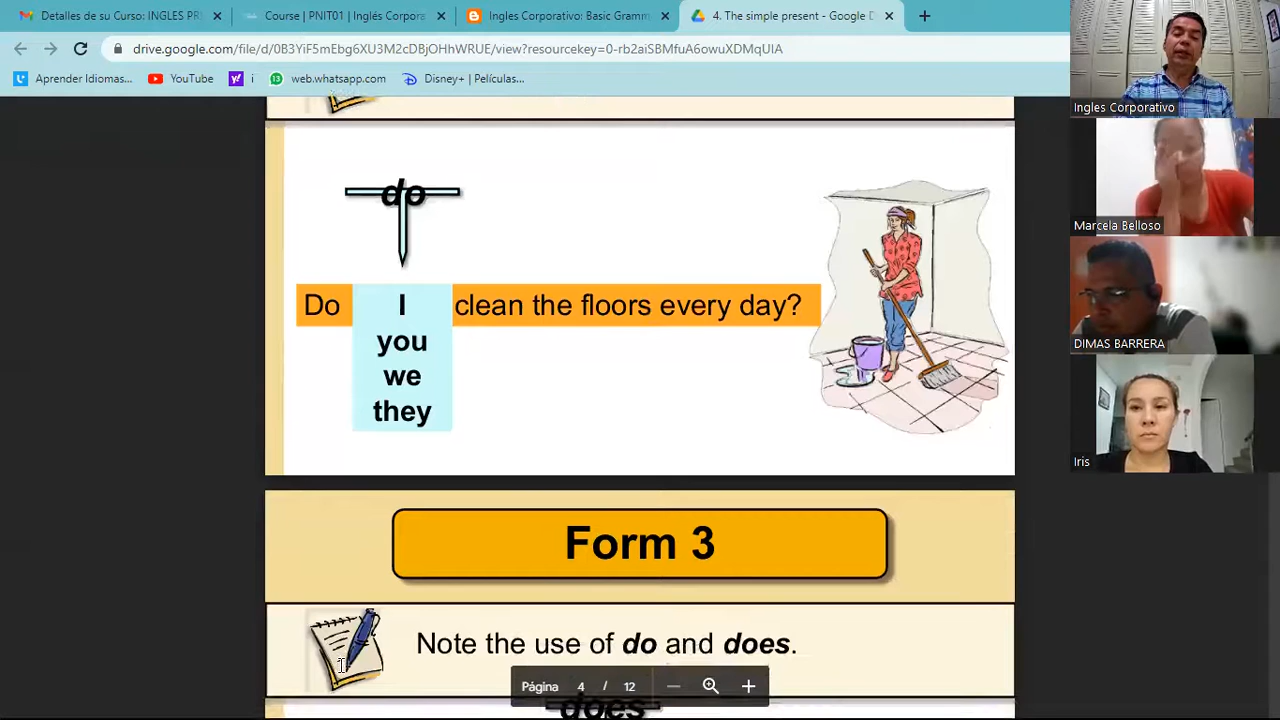 Detalles de su Curso: INGLES PRI
Course | PNIT01 | Inglés Corpora
Ingles Corporativo: Basic Gramm
4. The simple present - Google D
drive.google.com/file/d/0B3YiF5mEbg6XU3M2cDBjOHhWRUE/view?resourcekey=0-rb2aiSBMfuA6owuXDMqUIA
Aprender Idiomas...
YouTube
i
web.whatsapp.com
Disney+ | Películas...
do
Do I clean the floors every day?
you
we
they
Form 3
Note the use of do and does.
does
Página 4 / 12
Ingles Corporativo
Marcela Belloso
DIMAS BARRERA
Iris